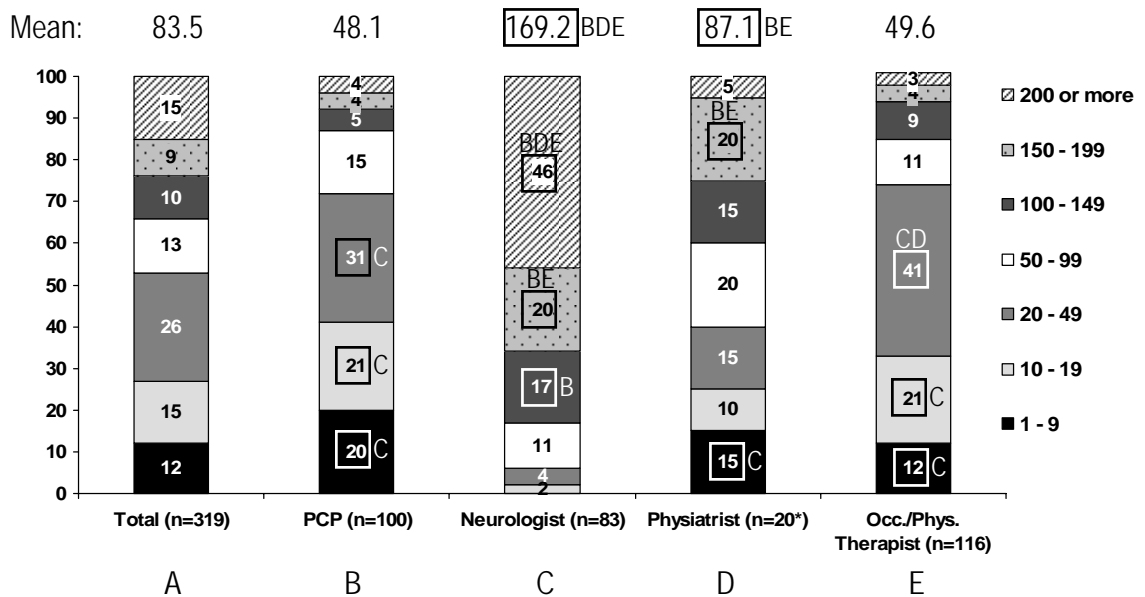 Mean: 83.5 48.1 169.2 BDE 87.1 BE 49.6
100
90
80
70
60
50
40
30
20
10
0
15
9
10
13
26
15
12
4
4
5
15
31 C
21 C
20 C
BDE
46
BE
20
17 B
11
4
2
5
BE
20
15
20
15
10
15 C
3
4
9
11
CD
41
21 C
12 C
200 or more
150 - 199
100 - 149
50 - 99
20 - 49
10 - 19
1 - 9
Total (n=319) PCP (n=100) Neurologist (n=83) Physiatrist (n=20*) Occ./Phys.
Therapist (n=116)
A B C D E